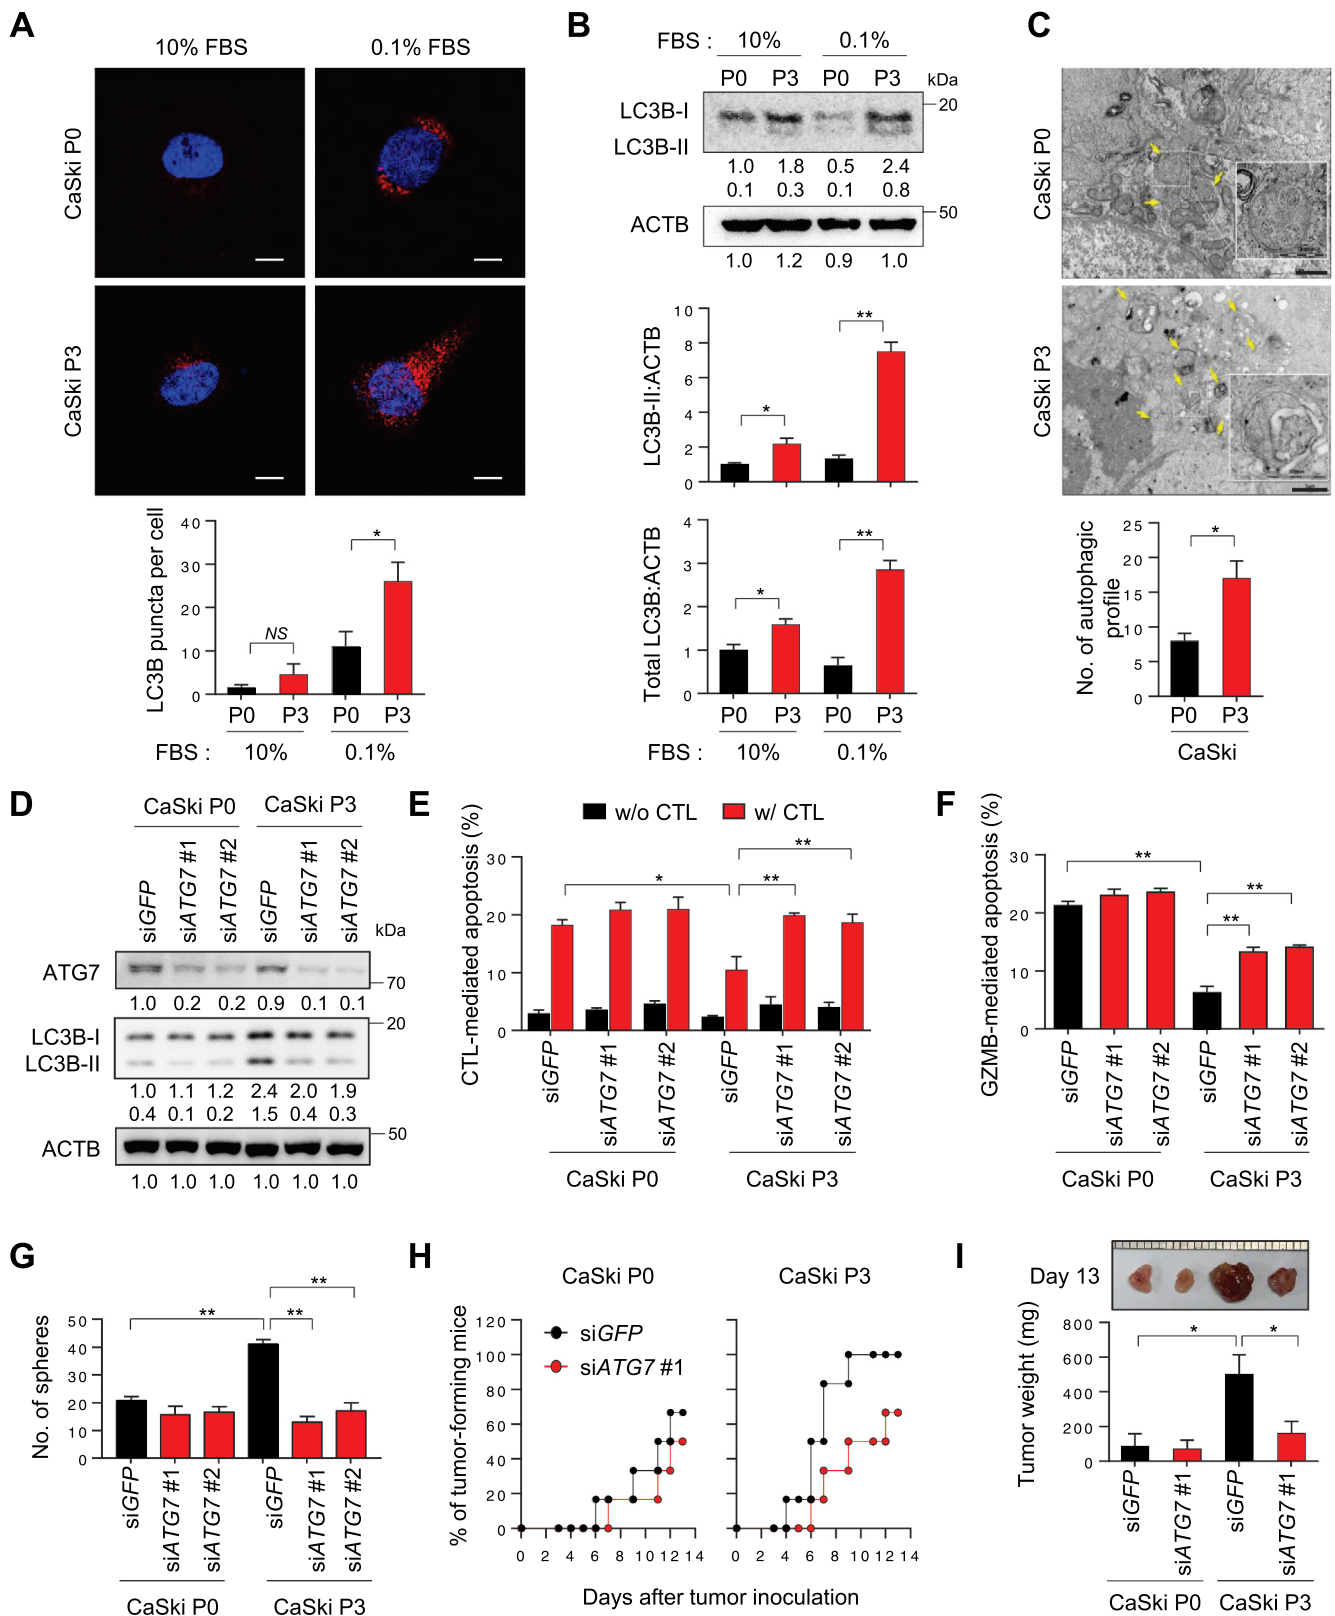 A
10% FBS
0.1% FBS
CaSki P0
CaSki P3
LC3B puncta per cell
40
30
20
10
0
NS
*
P0
P3
P0
P3
FBS :
10%
0.1%
B
FBS :
10%
0.1%
P0
P3
P0
P3
kDa
LC3B-I
LC3B-II
20
1.0
1.8
0.5
2.4
0.1
0.3
0.1
0.8
ACTB
50
1.0
1.2
0.9
1.0
LC3B-II:ACTB
10
8
6
4
2
0
*
**
Total LC3B:ACTB
4
3
2
1
0
*
**
P0
P3
P0
P3
FBS :
10%
0.1%
C
CaSki P0
CaSki P3
No. of autophagic
profile
25
20
15
10
5
0
*
P0
P3
CaSki
D
CaSki P0
CaSki P3
siGFP
siATG7 #1
siATG7 #2
siGFP
siATG7 #1
siATG7 #2
kDa
ATG7
70
1.0
0.2
0.2
0.9
0.1
0.1
LC3B-I
LC3B-II
20
1.0
1.1
1.2
2.4
2.0
1.9
0.4
0.1
0.2
1.5
0.4
0.3
ACTB
50
1.0
1.0
1.0
1.0
1.0
1.0
E
w/o CTL
w/ CTL
CTL-mediated apoptosis (%)
30
20
10
0
*
**
**
siGFP
siATG7 #1
siATG7 #2
siGFP
siATG7 #1
siATG7 #2
CaSki P0
CaSki P3
F
GZMB-mediated apoptosis (%)
30
20
10
0
**
**
**
siGFP
siATG7 #1
siATG7 #2
siGFP
siATG7 #1
siATG7 #2
CaSki P0
CaSki P3
G
No. of spheres
50
40
30
20
10
0
**
**
**
siGFP
siATG7 #1
siATG7 #2
siGFP
siATG7 #1
siATG7 #2
CaSki P0
CaSki P3
H
CaSki P0
CaSki P3
% of tumor-forming mice
120
100
80
60
40
20
0
siGFP
siATG7 #1
0 2 4 6 8 10 12 14
0 2 4 6 8 10 12 14
Days after tumor inoculation
I
Day 13
Tumor weight (mg)
800
600
400
200
0
*
*
siGFP
siATG7 #1
siGFP
siATG7 #1
CaSki P0
CaSki P3